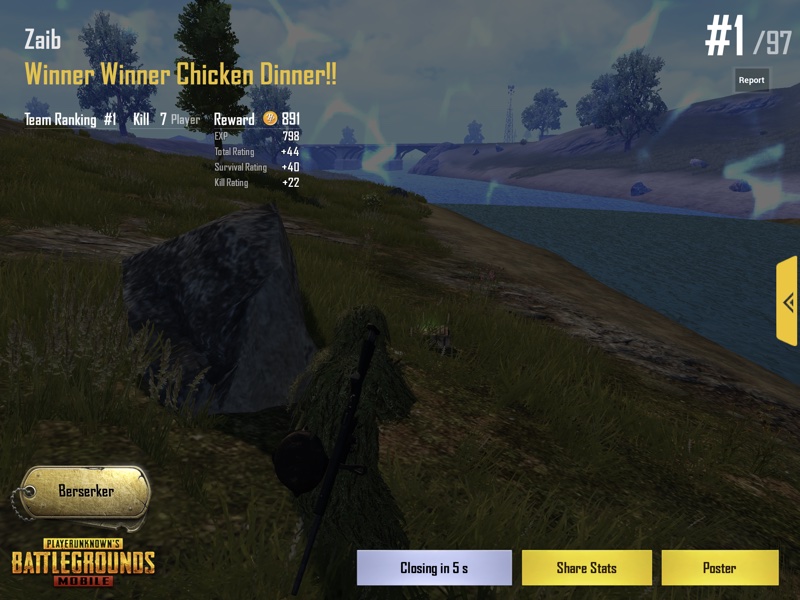 Zaib
#1 /97
Winner Winner Chicken Dinner!!
Report
Team Ranking #1 Kill 7 Player Reward 891
EXP 798
Total Rating +44
Survival Rating +40
Kill Rating +22
Berserker
PLAYERUNKNOWN'S
BATTLEGROUNDS
MOBILE
Closing in 5 s
Share Stats
Poster